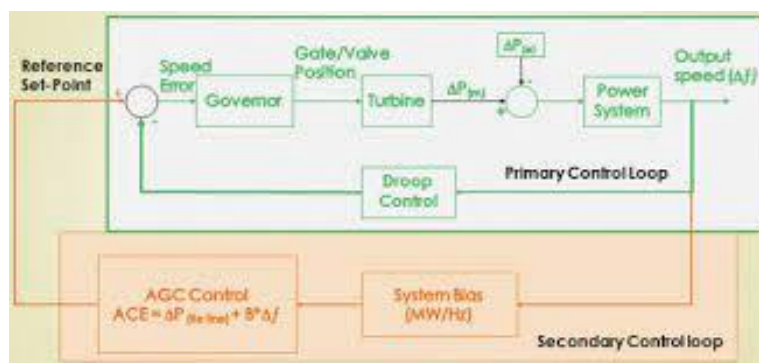 Reference
Set-Point
Speed
Error
Governor
Gate/Valve
Position
Turbine
ΔP(m)
ΔP(e)
Power
System
Output
speed (Δf)
Droop
Control
Primary Control Loop
AGC Control
ACE = ΔP(tie line) + B*Δf
System Bias
(MW/Hz)
Secondary Control loop